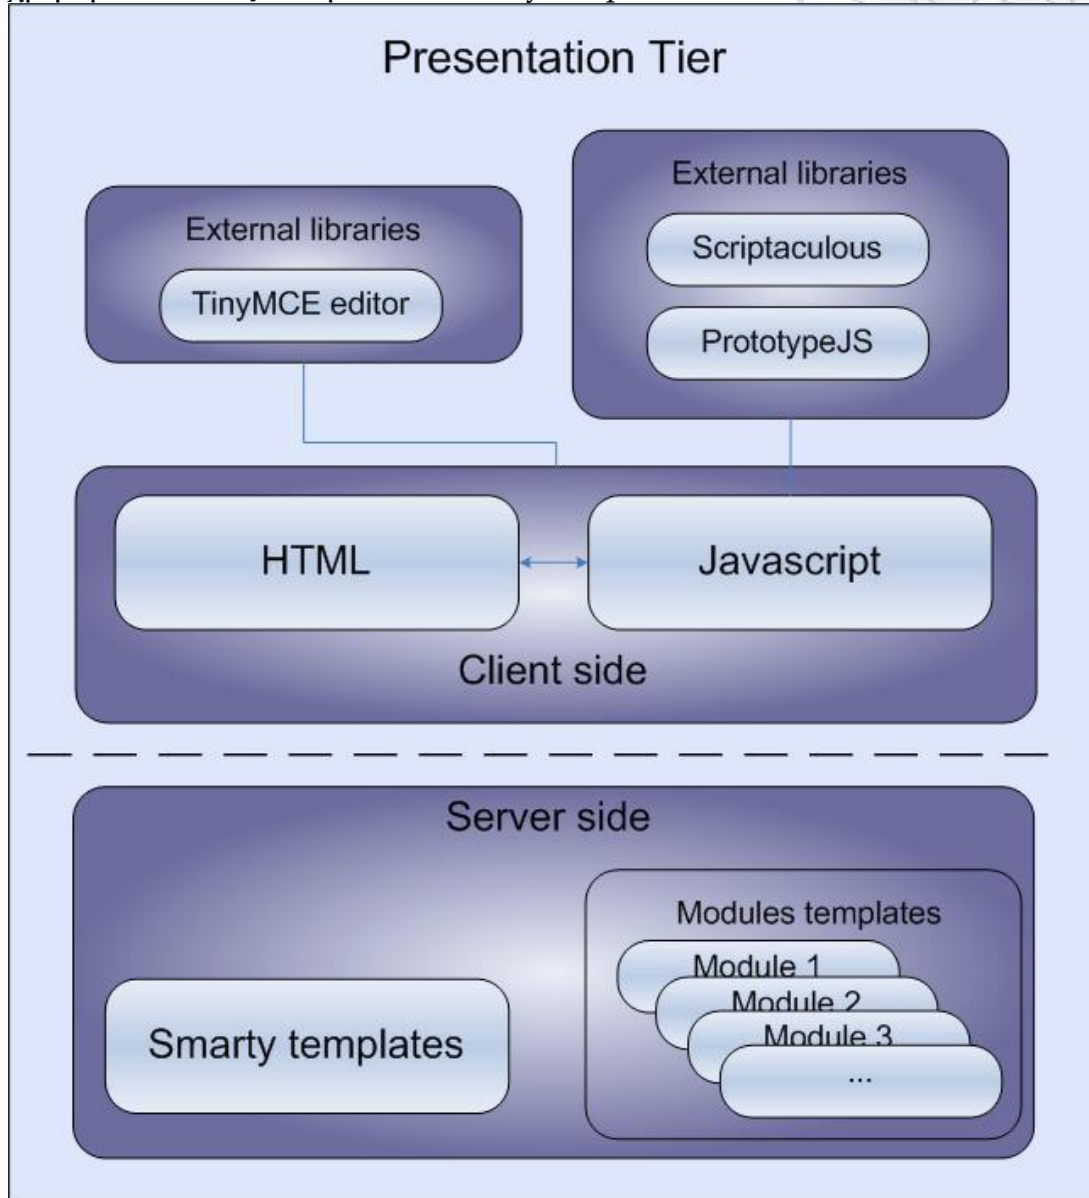 Presentation Tier
External libraries
TinyMCE editor
External libraries
Scriptaculous
PrototypeJS
HTML
Javascript
Client side
Server side
Modules templates
Module 1
Module 2
Module 3
...
Smarty templates